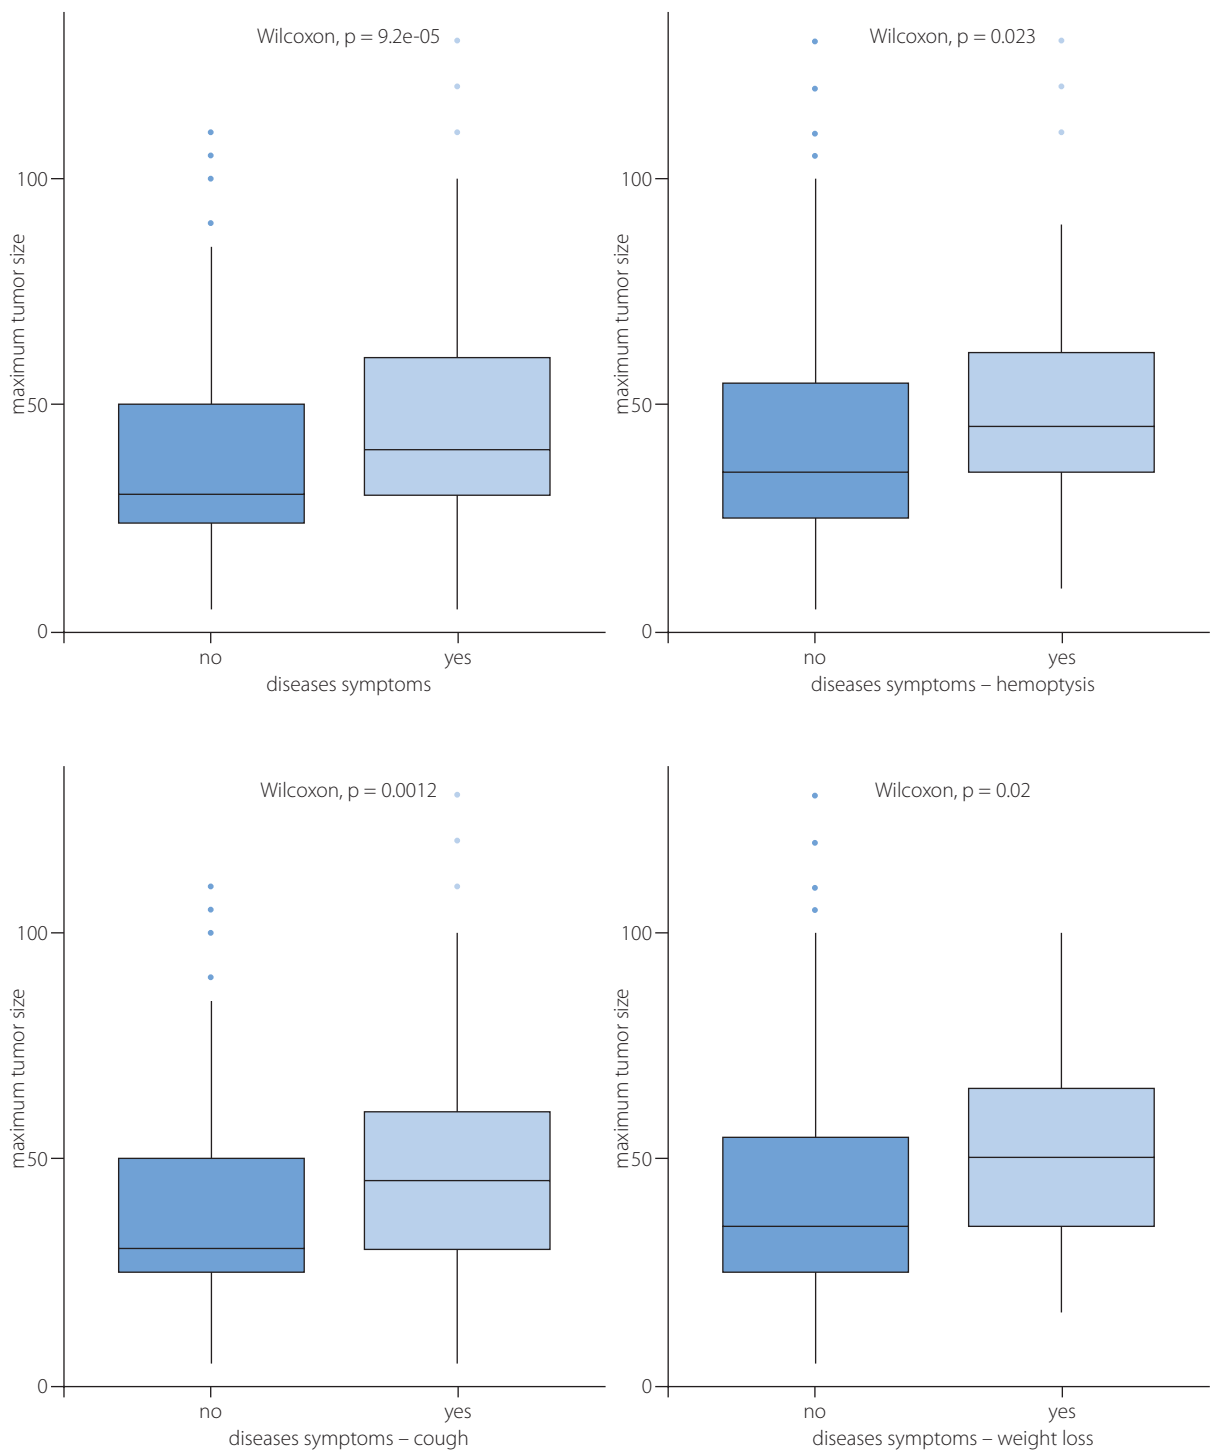 Wilcoxon, p = 9.2e-05
maximum tumor size
100
50
0
no
yes
diseases symptoms
Wilcoxon, p = 0.023
maximum tumor size
100
50
0
no
yes
diseases symptoms – hemoptysis
Wilcoxon, p = 0.0012
maximum tumor size
100
50
0
no
yes
diseases symptoms – cough
Wilcoxon, p = 0.02
maximum tumor size
100
50
0
no
yes
diseases symptoms – weight loss